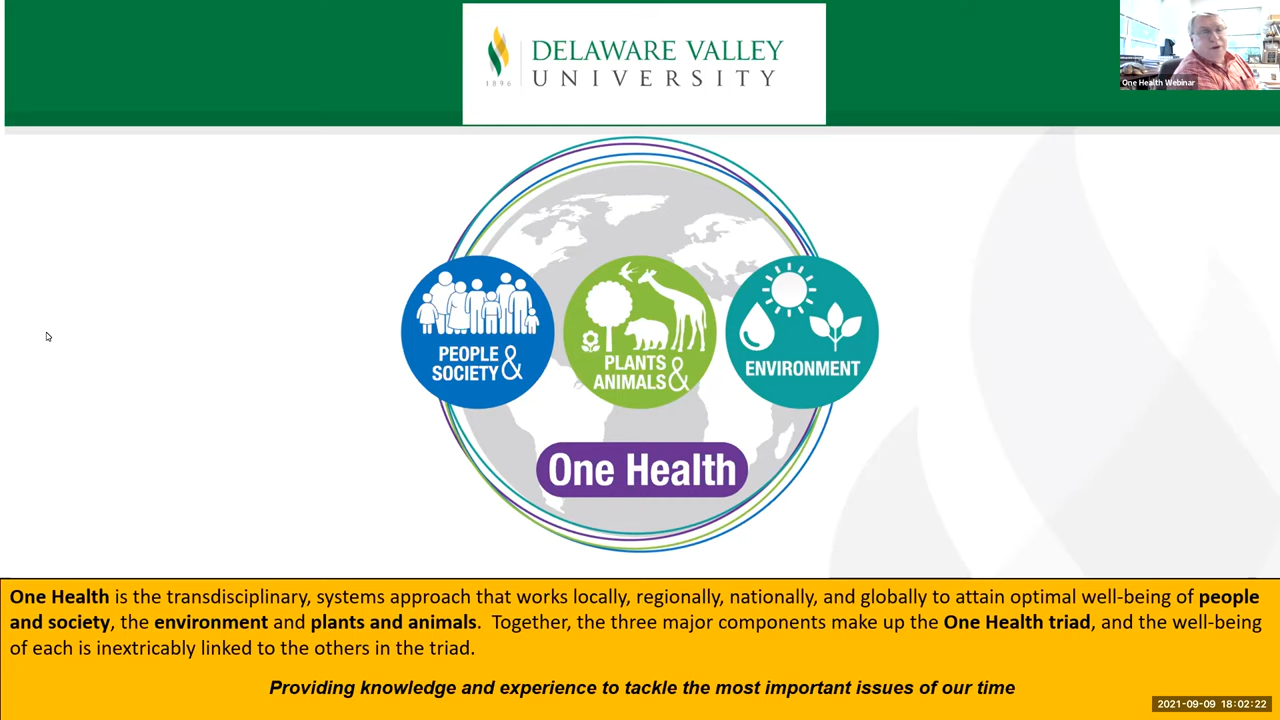 DELAWARE VALLEY
1896 UNIVERSITY
One Health Webinar
PEOPLE &
SOCIETY
PLANTS &
ANIMALS
ENVIRONMENT
One Health
One Health is the transdisciplinary, systems approach that works locally, regionally, nationally, and globally to attain optimal well-being of people
and society, the environment and plants and animals. Together, the three major components make up the One Health triad, and the well-being
of each is inextricably linked to the others in the triad.
Providing knowledge and experience to tackle the most important issues of our time
2021-09-09 18:02:22